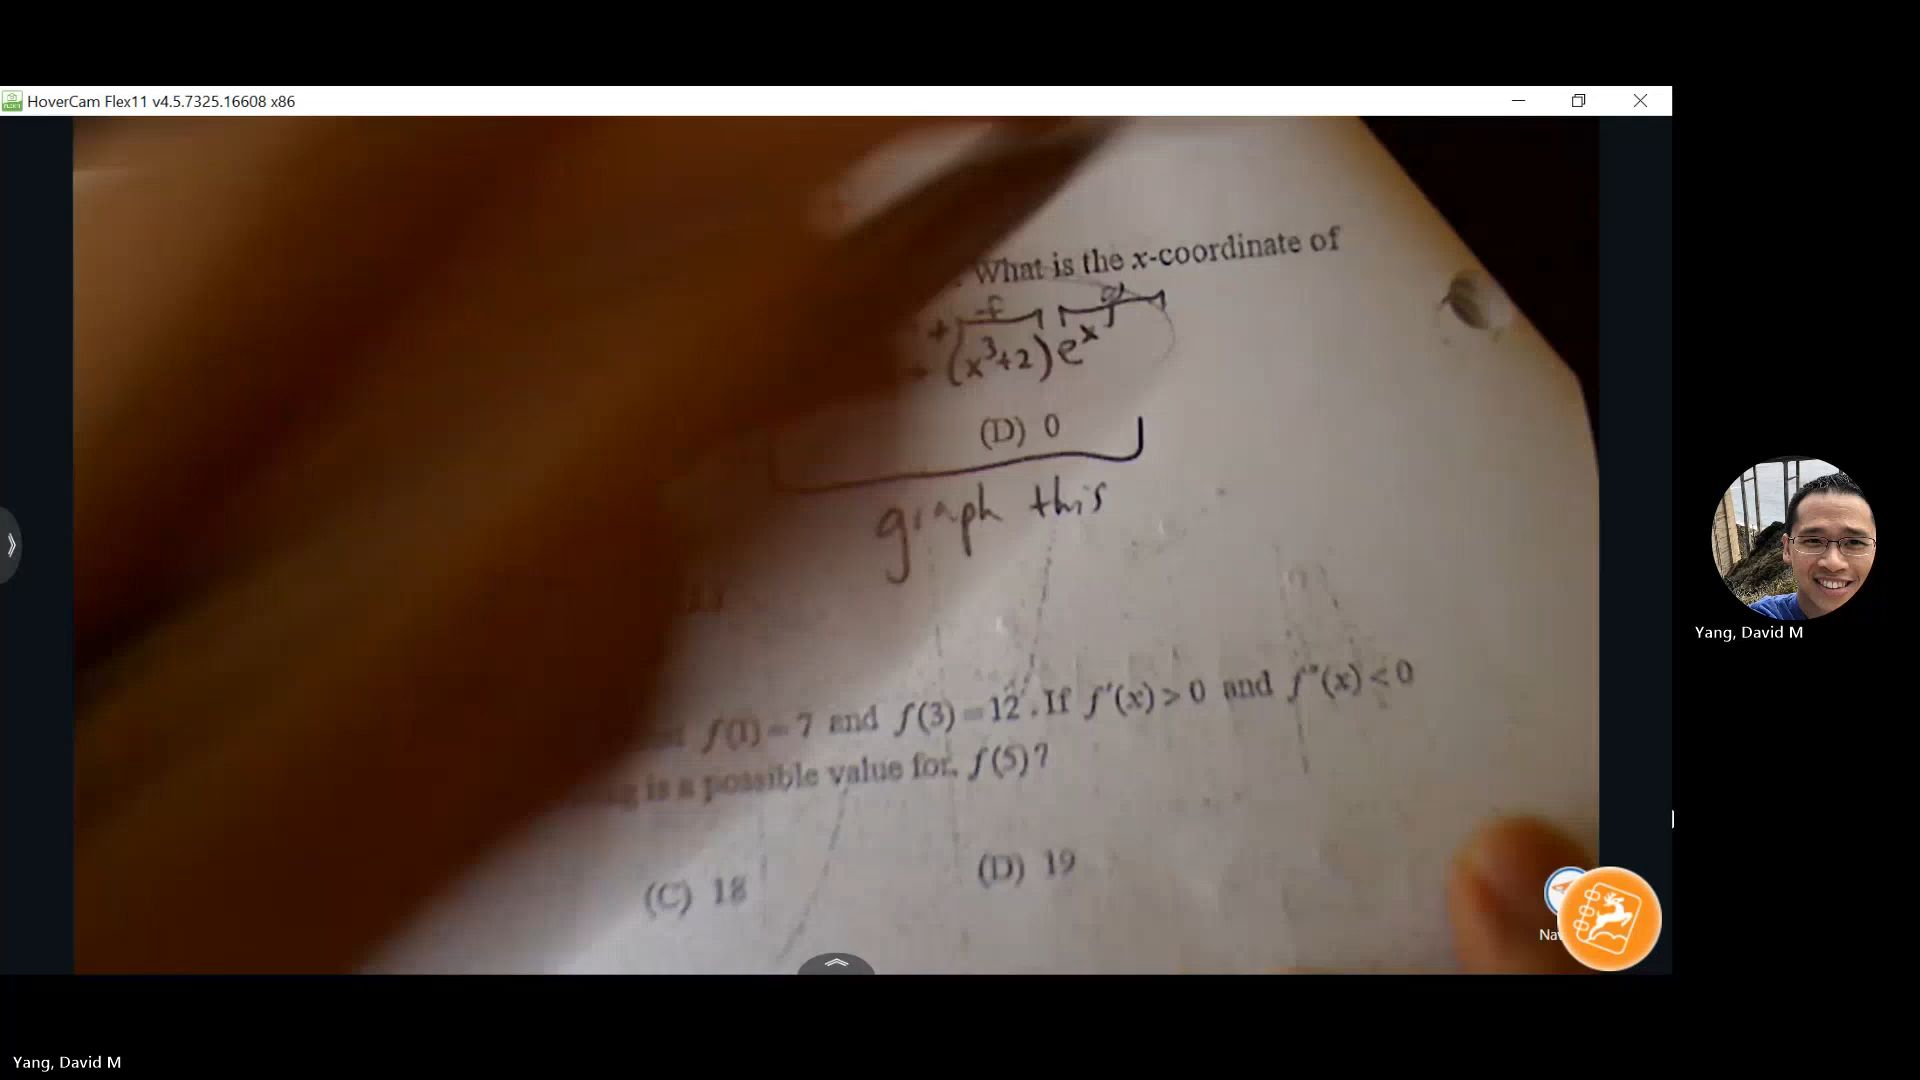 HoverCam Flex11 v4.5.7325.16608 x86
. What is the x-coordinate of
f g'
+ (x³+2) eˣ
(D) 0
graph this
f(1) = 7 and f(3) = 12 . If f'(x) > 0 and f"(x) < 0
is a possible value for, f(5)?
(C) 18 (D) 19
Yang, David M
Yang, David M